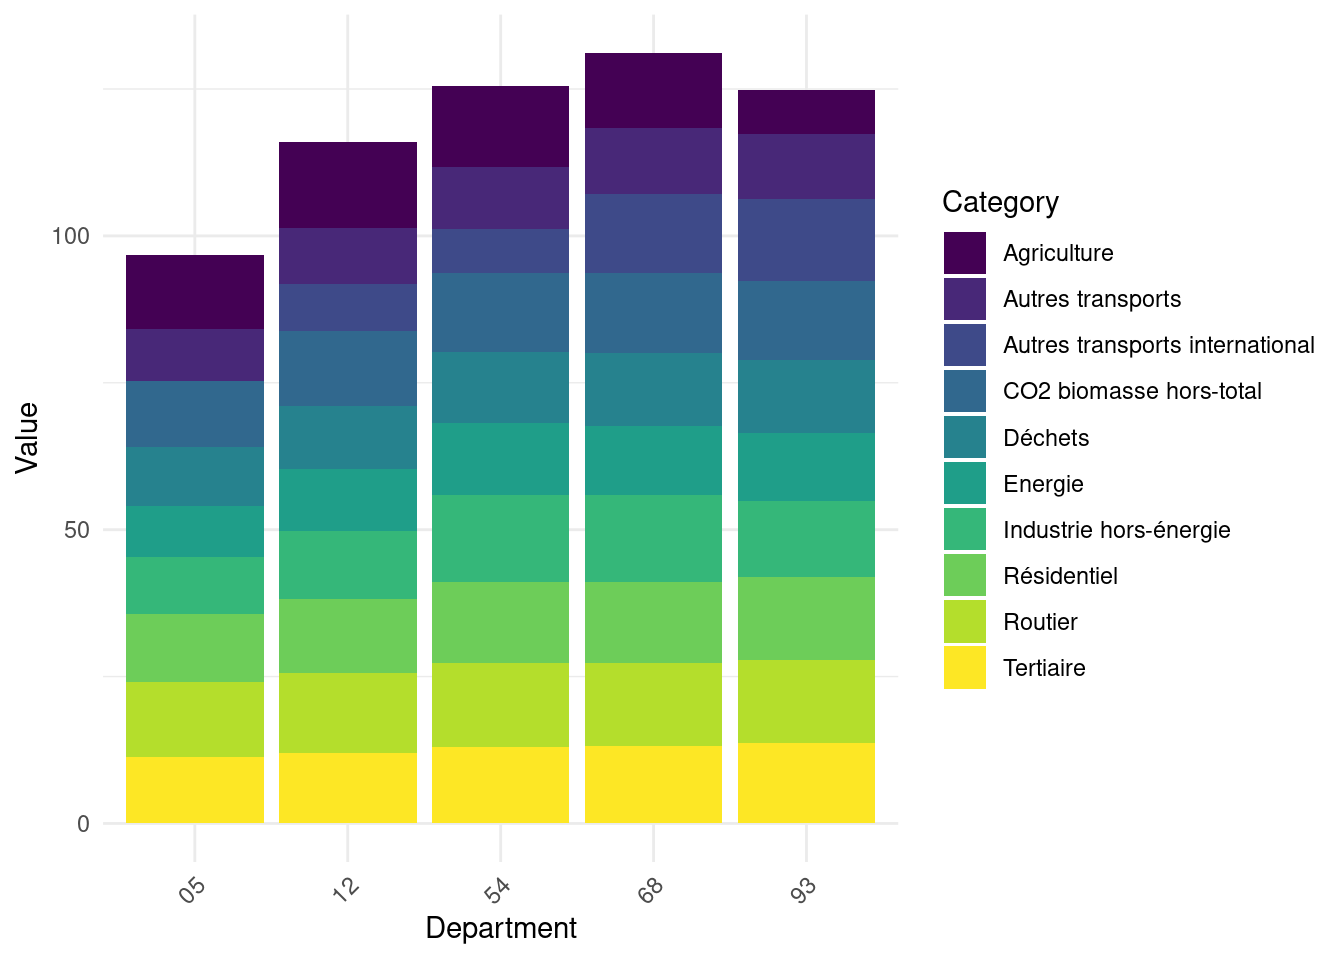 Value
100
50
0
05
12
54
68
93
Department
Category
Agriculture
Autres transports
Autres transports international
CO2 biomasse hors-total
Déchets
Energie
Industrie hors-énergie
Résidentiel
Routier
Tertiaire